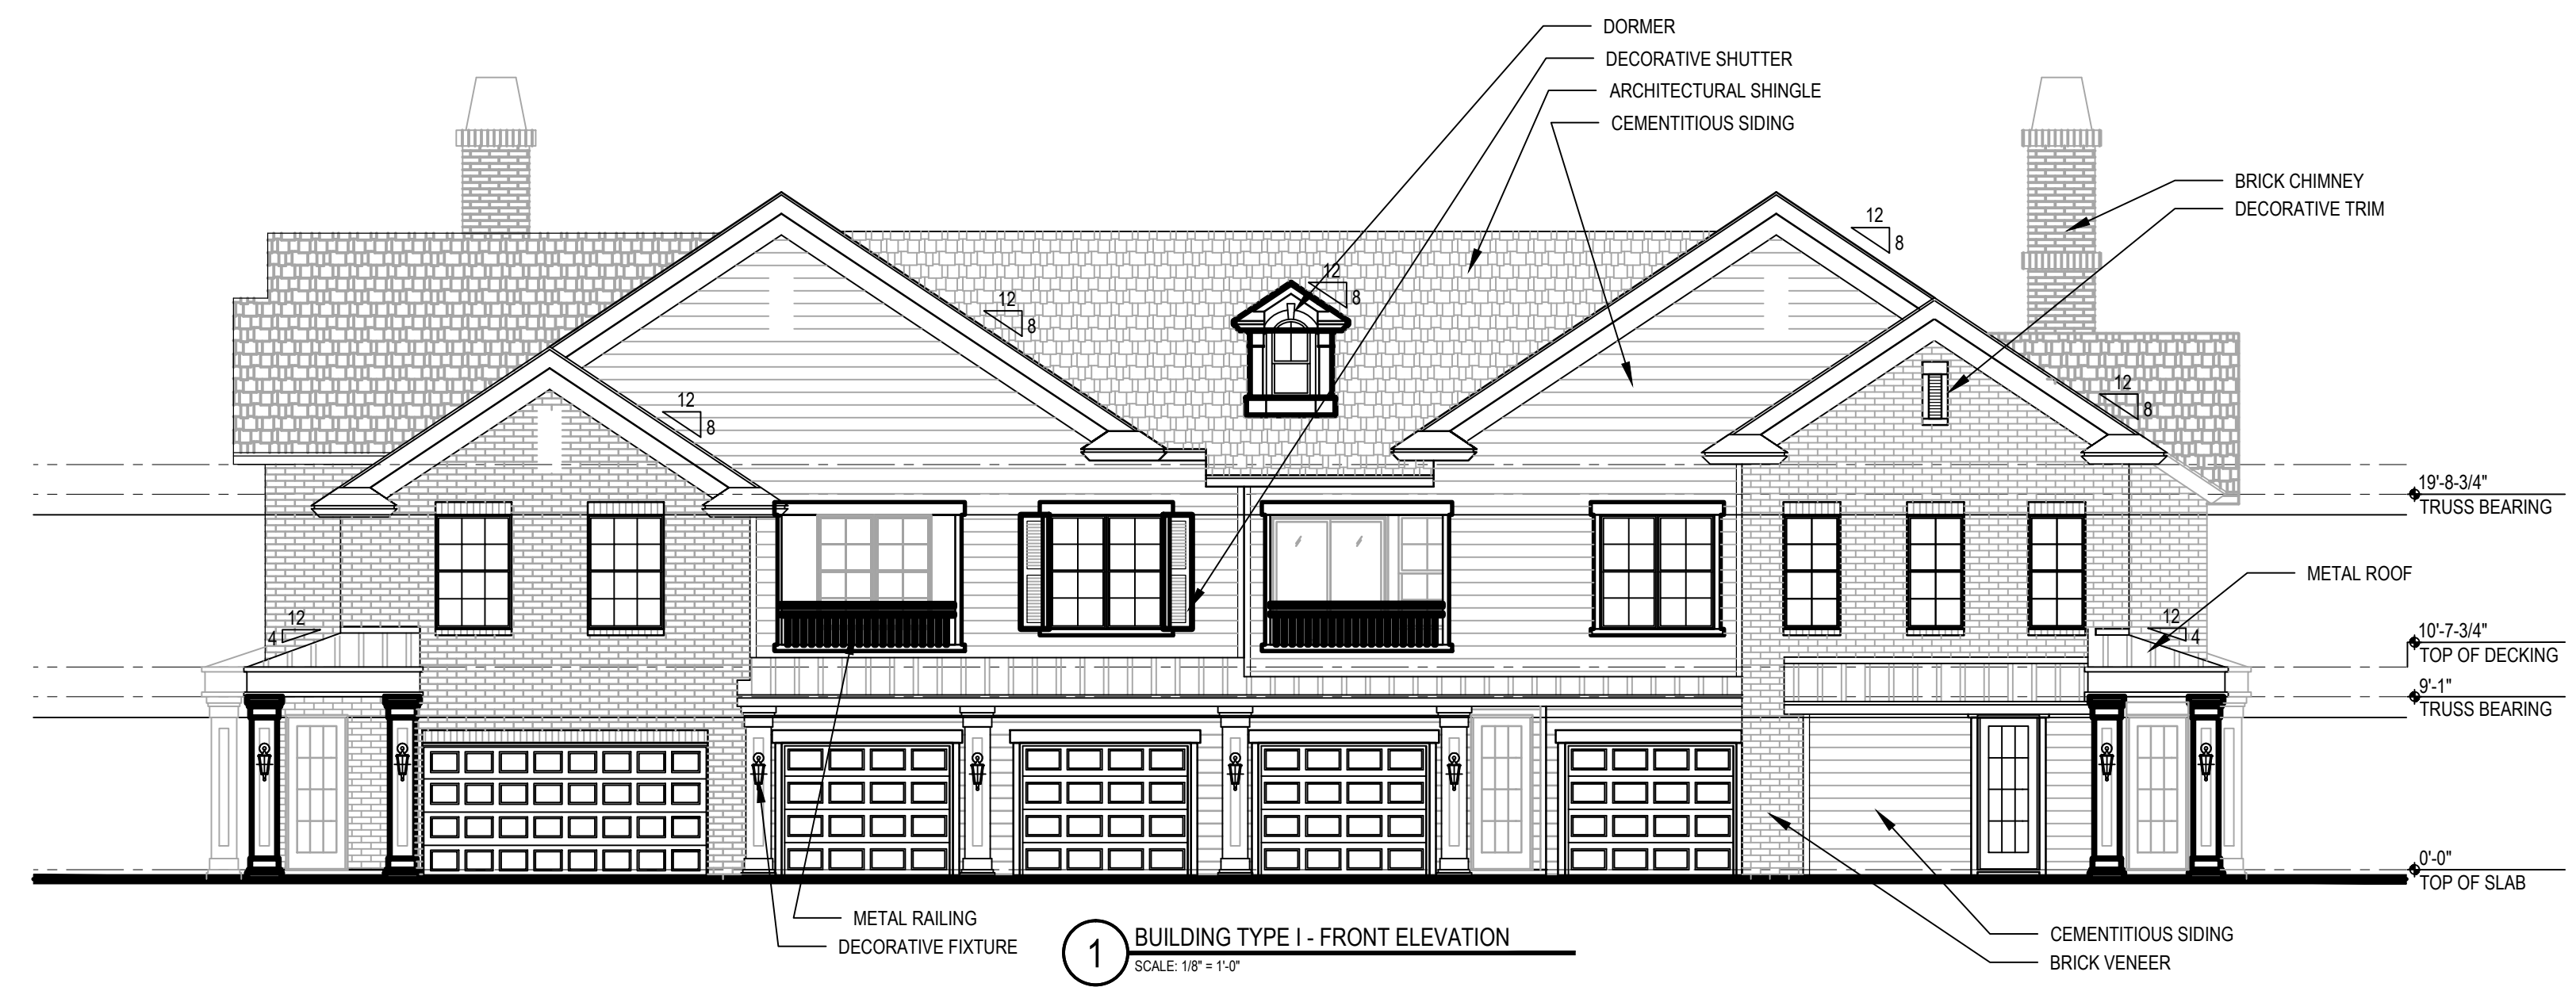 DORMER
DECORATIVE SHUTTER
ARCHITECTURAL SHINGLE
CEMENTITIOUS SIDING
BRICK CHIMNEY
DECORATIVE TRIM
12
8
12
8
12
8
12
8
12
8
19'-8-3/4"
TRUSS BEARING
METAL ROOF
12
4
12
4
10'-7-3/4"
TOP OF DECKING
9'-1"
TRUSS BEARING
0'-0"
TOP OF SLAB
METAL RAILING
DECORATIVE FIXTURE
1
BUILDING TYPE I - FRONT ELEVATION
SCALE: 1/8" = 1'-0"
CEMENTITIOUS SIDING
BRICK VENEER